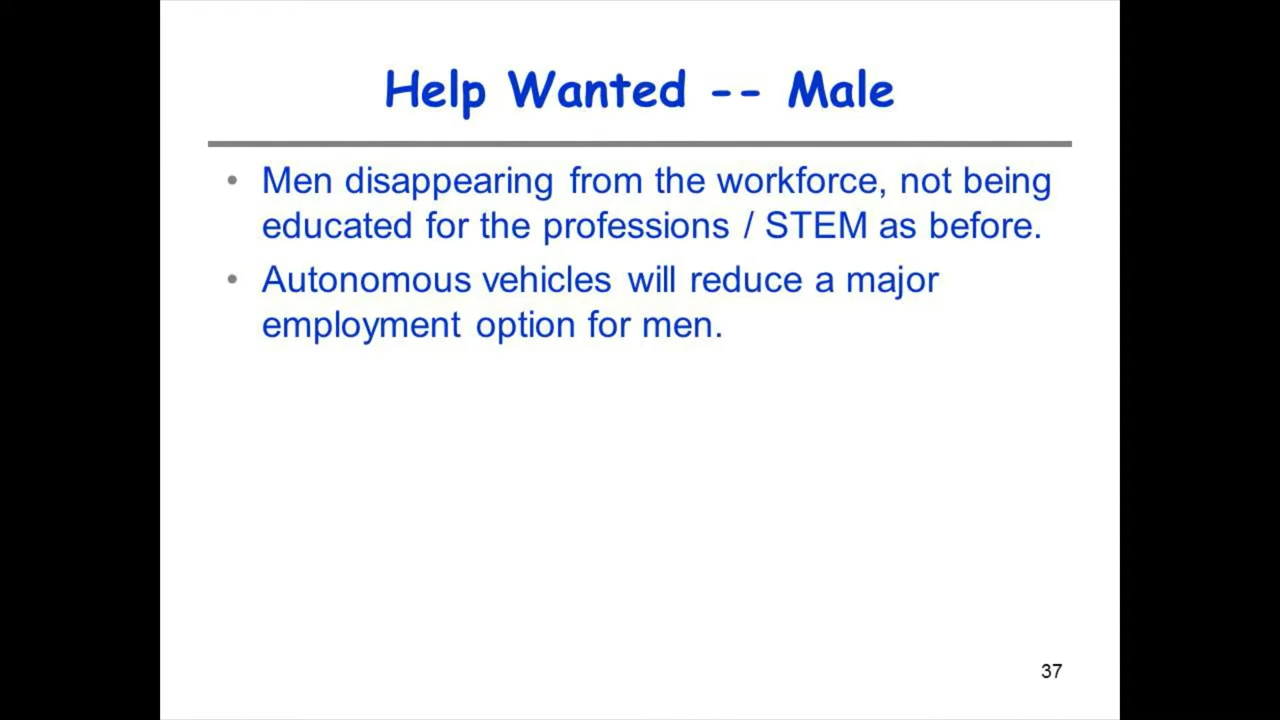 Help Wanted -- Male
• Men disappearing from the workforce, not being
educated for the professions / STEM as before.
• Autonomous vehicles will reduce a major
employment option for men.
37